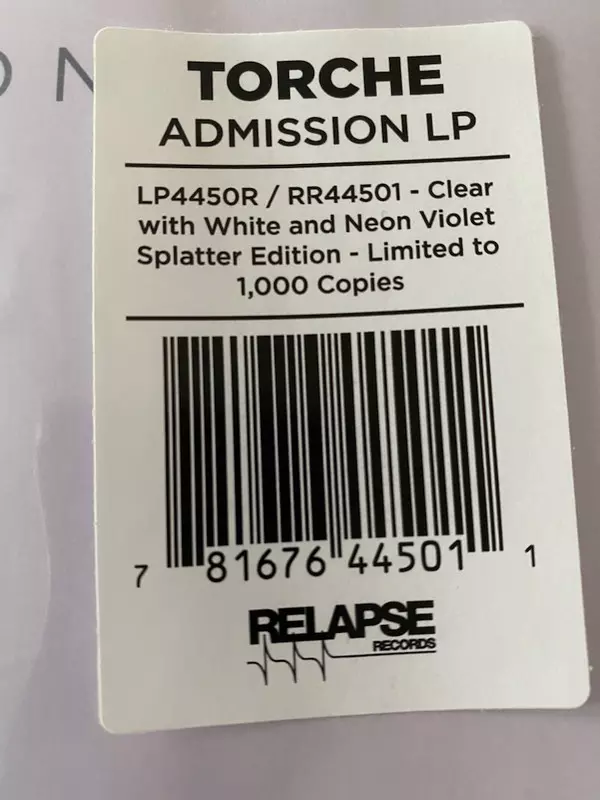 ON
TORCHE
ADMISSION LP
LP4450R / RR44501 - Clear
with White and Neon Violet
Splatter Edition - Limited to
1,000 Copies
7 81676 44501 1
RELAPSE
RECORDS